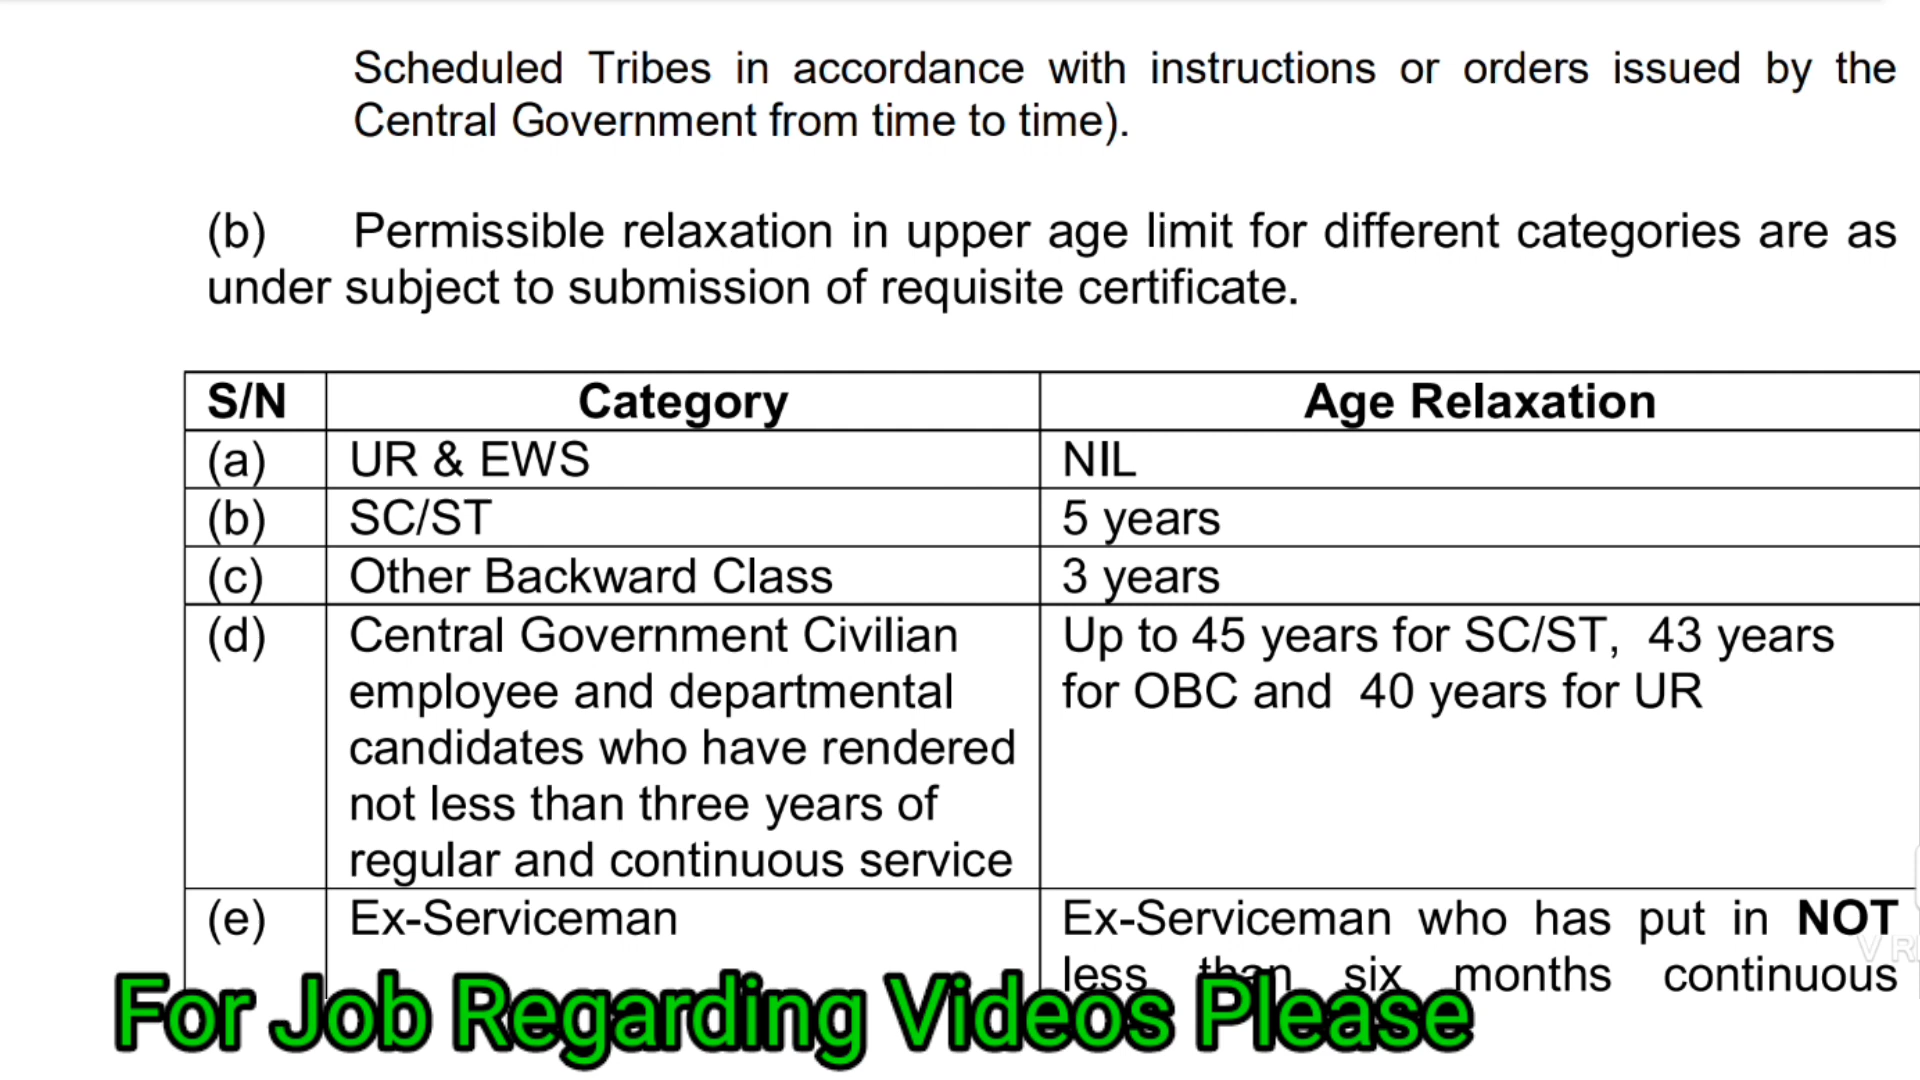 Scheduled Tribes in accordance with instructions or orders issued by the
Central Government from time to time).
(b) Permissible relaxation in upper age limit for different categories are as
under subject to submission of requisite certificate.
S/N Category Age Relaxation
(a) UR & EWS NIL
(b) SC/ST 5 years
(c) Other Backward Class 3 years
(d) Central Government Civilian Up to 45 years for SC/ST, 43 years
employee and departmental for OBC and 40 years for UR
candidates who have rendered
not less than three years of
regular and continuous service
(e) Ex-Serviceman Ex-Serviceman who has put in NOT
less than six months continuous
For Job Regarding Videos Please